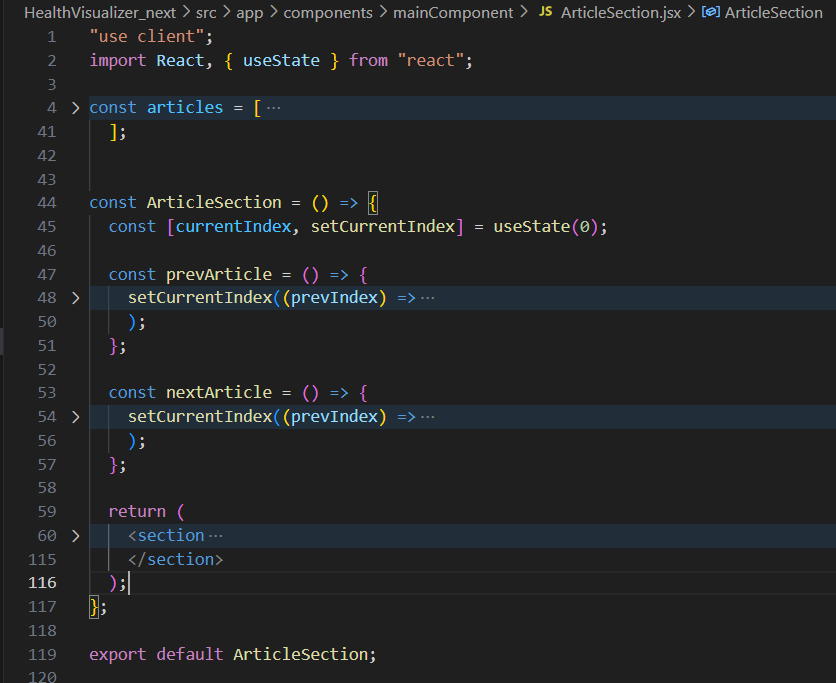 HealthVisualizer_next > src > app > components > mainComponent > JS ArticleSection.jsx > ArticleSection
1 "use client";
2 import React, { useState } from "react";
3
4 > const articles = [ ···
41 ];
42
43
44 const ArticleSection = () => {
45 const [currentIndex, setCurrentIndex] = useState(0);
46
47 const prevArticle = () => {
48 > setCurrentIndex((prevIndex) => ···
50 );
51 };
52
53 const nextArticle = () => {
54 > setCurrentIndex((prevIndex) => ···
56 );
57 };
58
59 return (
60 > <section ···
115 </section>
116 );
117 };
118
119 export default ArticleSection;
120